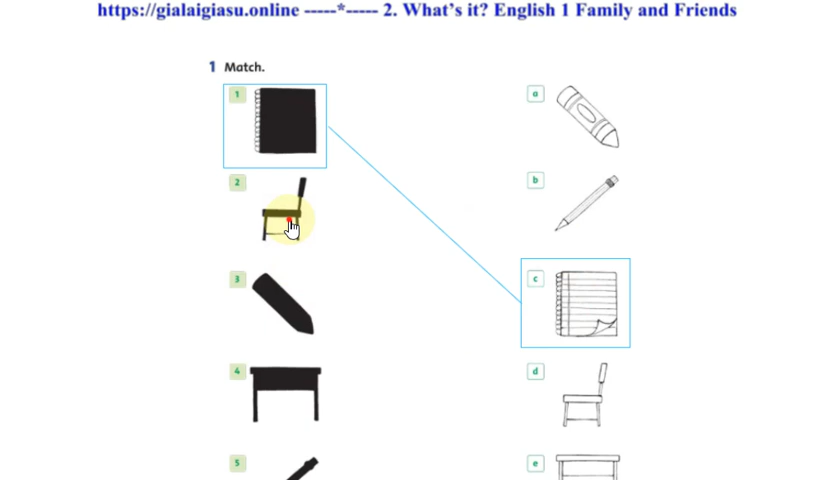 https://gialaigiasu.online -----*----- 2. What's it? English 1 Family and Friends
1 Match.
1
a
2
b
3
c
4
d
5
e